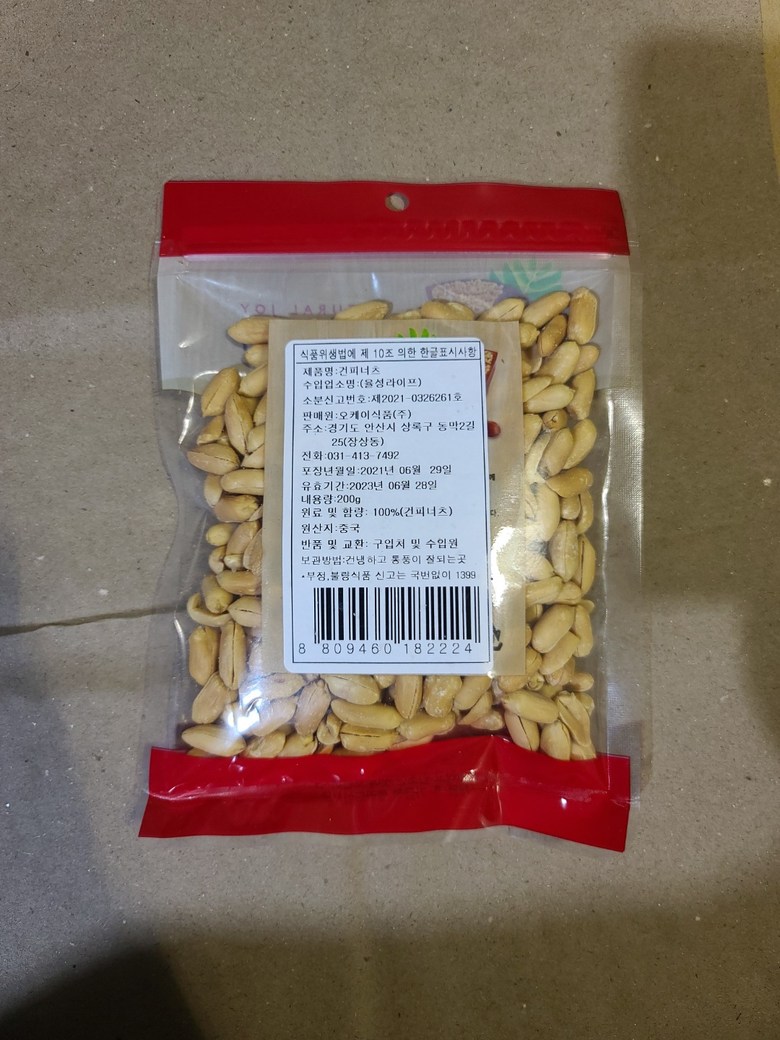 식품위생법에 제 10조 의한 한글표시사항
제품명:건피너츠
수입업소명:(율성라이프)
소분신고번호:제2021-0326261호
판매원:오케이식품(주)
주소:경기도 안산시 상록구 동막2길
25(장상동)
전화:031-413-7492
포장년월일:2021년 06월 29일
유효기간:2023년 06월 28일
내용량:200g
원료 및 함량: 100%(건피너츠)
원산지:중국
반품 및 교환: 구입처 및 수입원
보관방법:건냉하고 통풍이 잘되는곳
*부정,불량식품 신고는 국번없이 1399
8 809460 182224